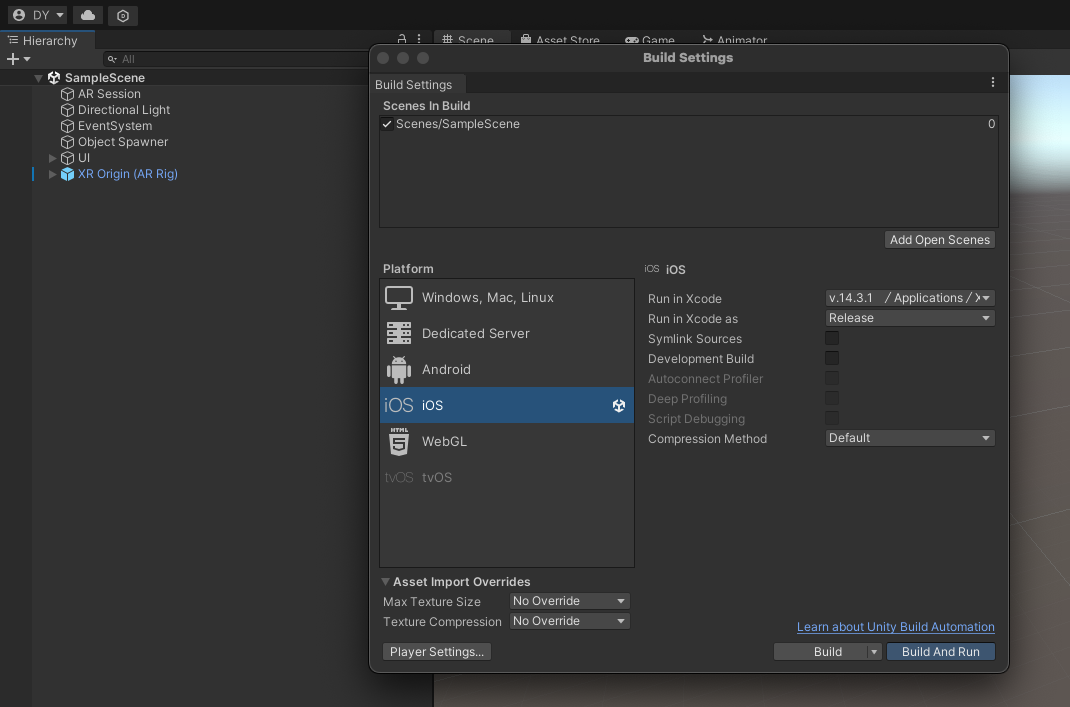 DY
Hierarchy
Scene
Asset Store
Game
Animator
All
SampleScene
AR Session
Directional Light
EventSystem
Object Spawner
UI
XR Origin (AR Rig)
Build Settings
Build Settings
Scenes In Build
Scenes/SampleScene 0
Add Open Scenes
Platform
Windows, Mac, Linux
Dedicated Server
Android
iOS iOS
HTML 5 WebGL
tvOS tvOS
iOS iOS
Run in Xcode v.14.3.1 / Applications /
Run in Xcode as Release
Symlink Sources
Development Build
Autoconnect Profiler
Deep Profiling
Script Debugging
Compression Method Default
Asset Import Overrides
Max Texture Size No Override
Texture Compression No Override
Learn about Unity Build Automation
Player Settings...
Build
Build And Run